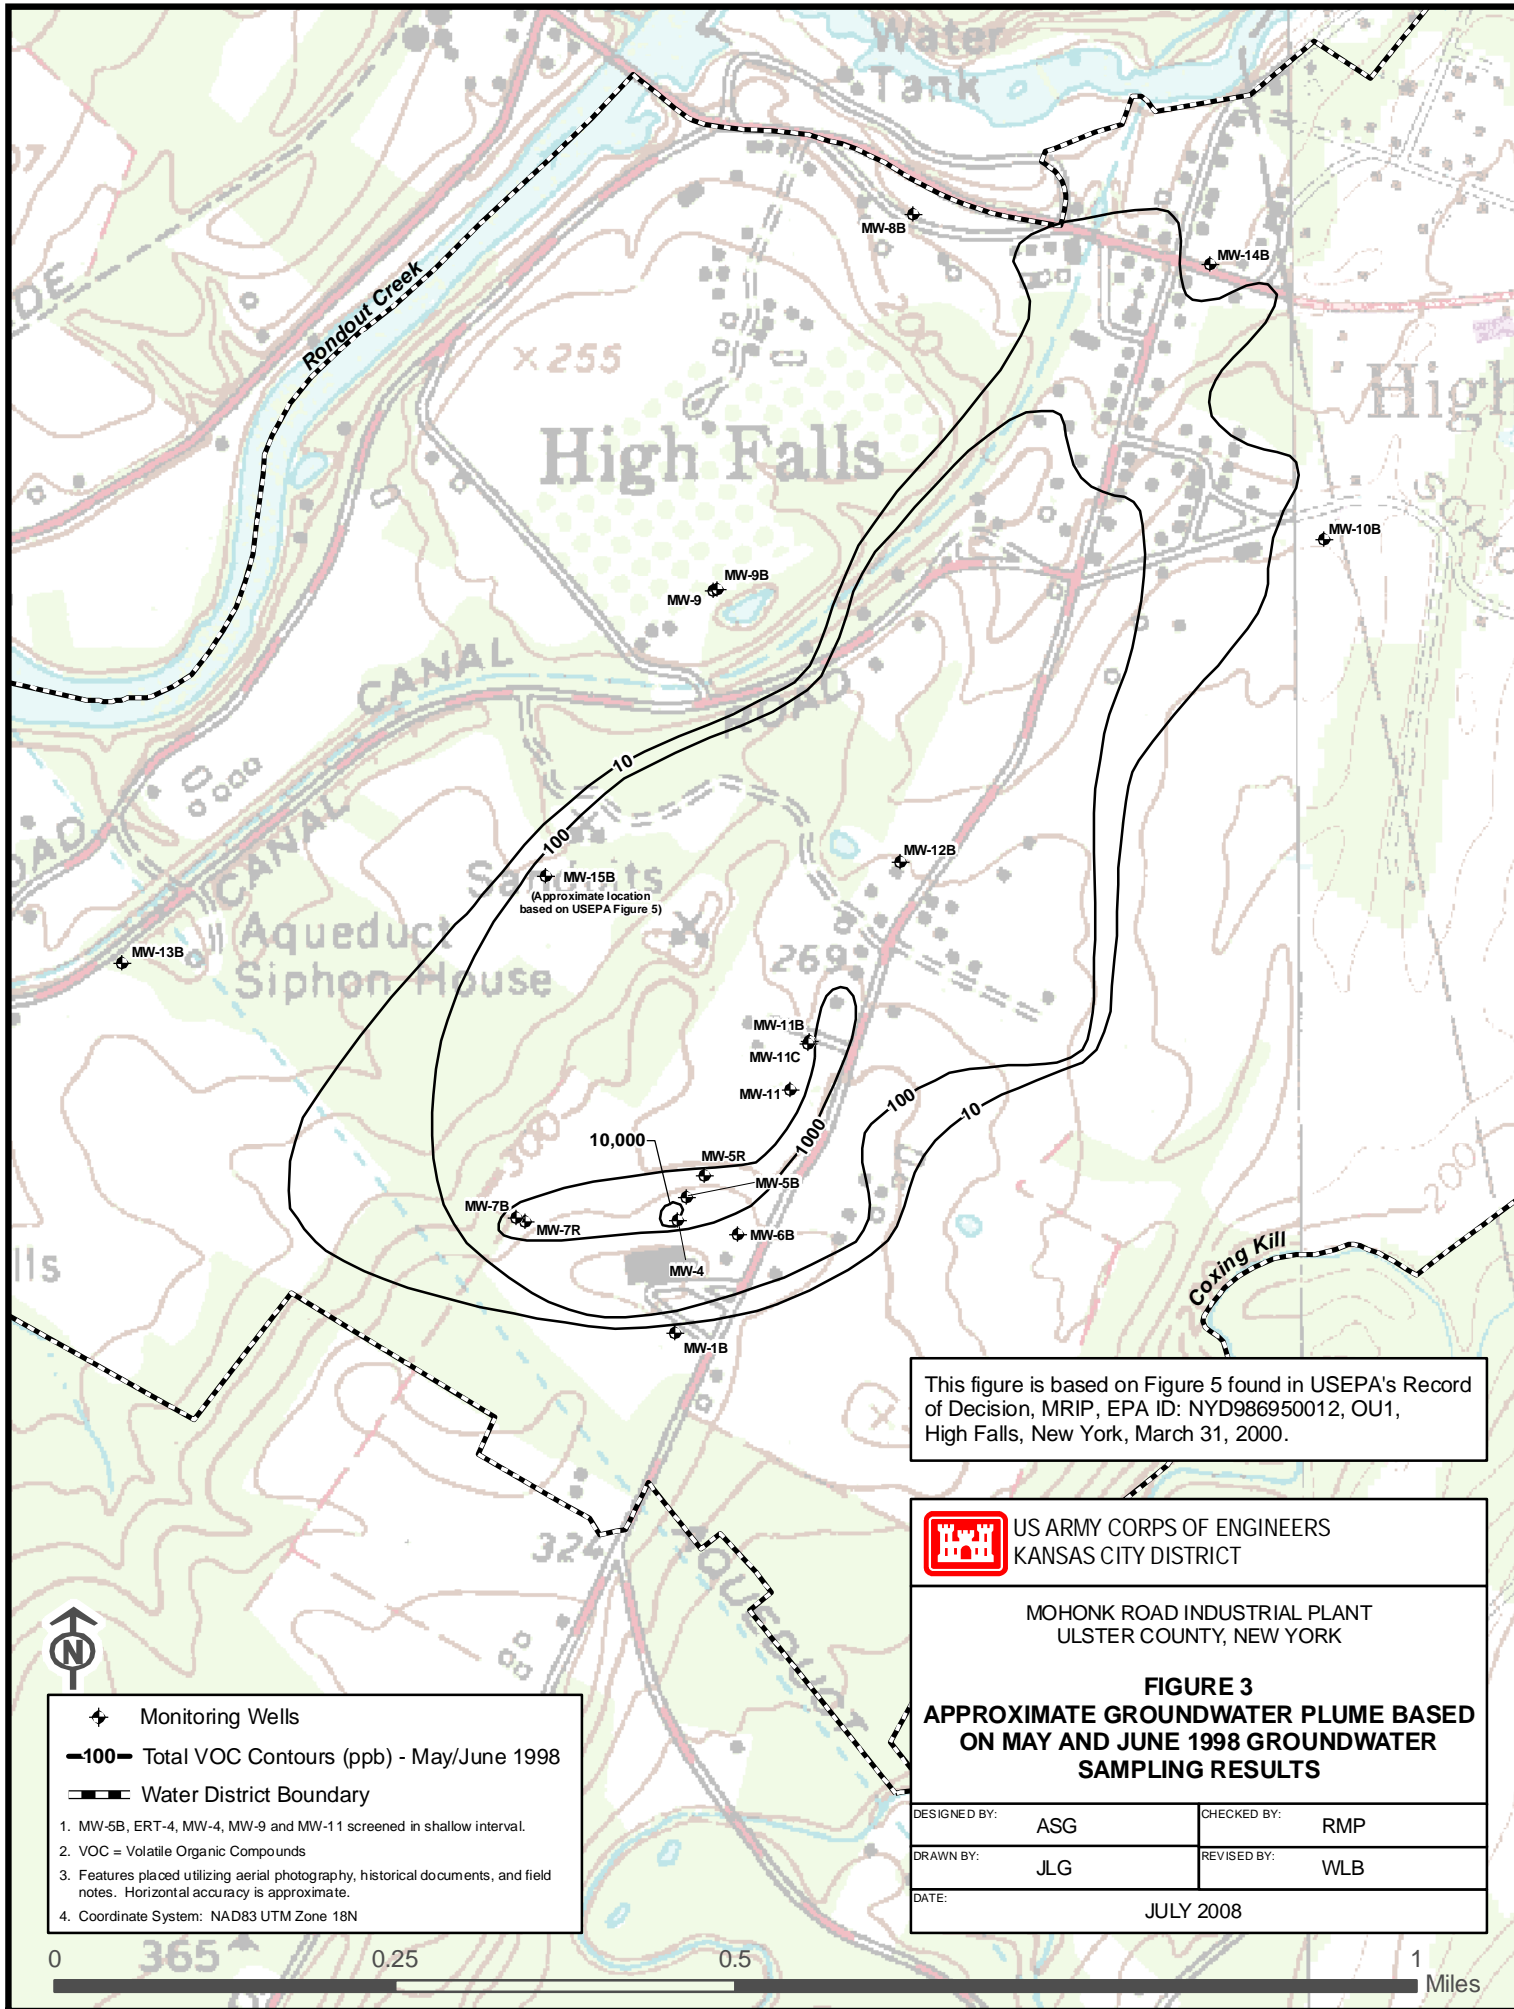 Water
Tank
07
MW-8B
MW-14B
DE
Rondout Creek
200
×255
High
High Falls
MW-10B
MW-9B
MW-9
CANAL
ROAD
10
100
MW-12B
Sandpits
MW-15B
(Approximate location
based on USEPA Figure 5)
OAD
CANAL
Aqueduct
Siphon House
MW-13B
269
MW-11B
MW-11C
MW-11
100
10
1000
300
10,000
MW-5R
MW-5B
MW-7B
MW-7R
MW-6B
MW-4
200
lls
Coxing Kill
MW-1B
This figure is based on Figure 5 found in USEPA's Record
of Decision, MRIP, EPA ID: NYD986950012, OU1,
High Falls, New York, March 31, 2000.
324
US ARMY CORPS OF ENGINEERS
KANSAS CITY DISTRICT
MOHONK ROAD INDUSTRIAL PLANT
ULSTER COUNTY, NEW YORK
FIGURE 3
APPROXIMATE GROUNDWATER PLUME BASED
ON MAY AND JUNE 1998 GROUNDWATER
SAMPLING RESULTS
DESIGNED BY: ASG
CHECKED BY: RMP
DRAWN BY: JLG
REVISED BY: WLB
DATE: JULY 2008
N
Monitoring Wells
100 Total VOC Contours (ppb) - May/June 1998
Water District Boundary
1. MW-5B, ERT-4, MW-4, MW-9 and MW-11 screened in shallow interval.
2. VOC = Volatile Organic Compounds
3. Features placed utilizing aerial photography, historical documents, and field
notes. Horizontal accuracy is approximate.
4. Coordinate System: NAD83 UTM Zone 18N
365
0 0.25 0.5 1
Miles